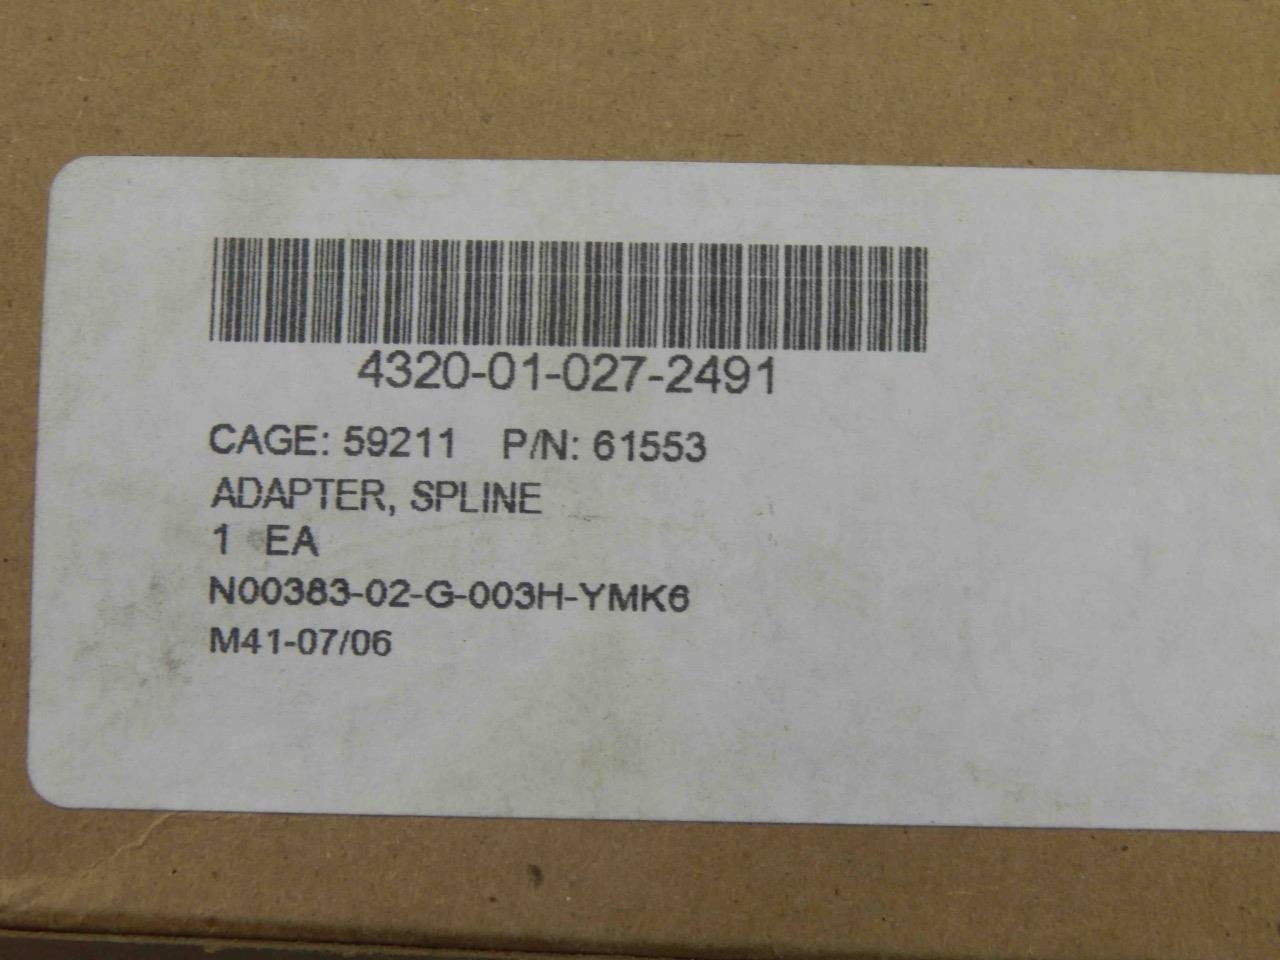 4320-01-027-2491
CAGE: 59211 P/N: 61553
ADAPTER, SPLINE
1 EA
N00383-02-G-003H-YMK6
M41-07/06